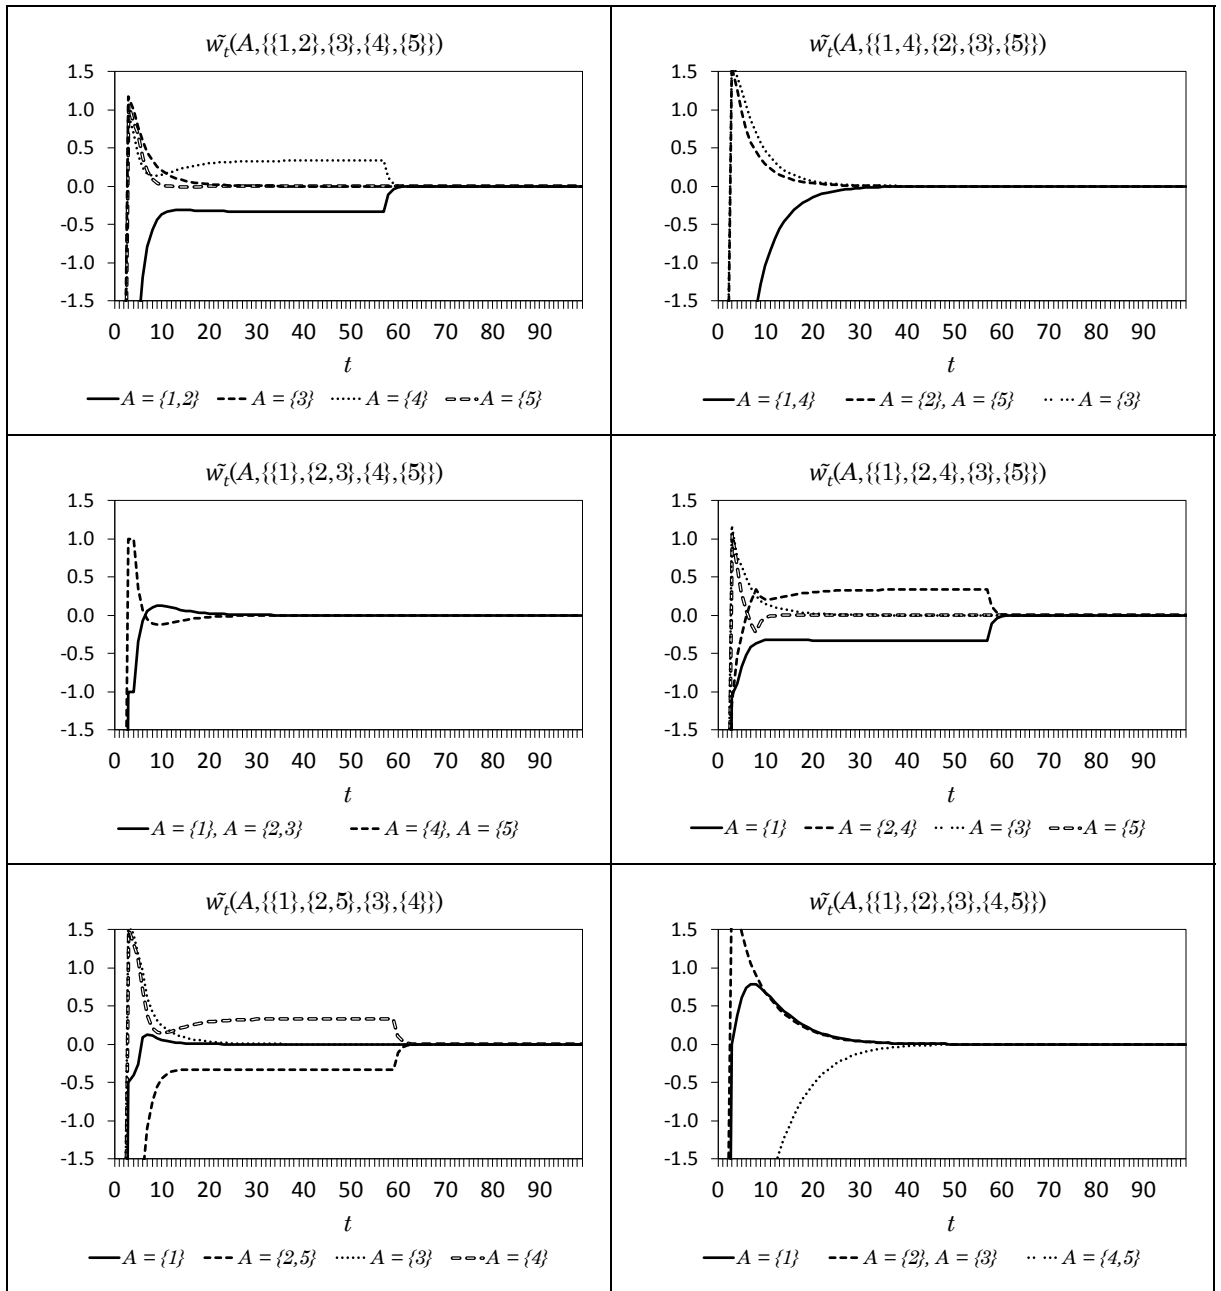 w̃ₜ(A,{{1,2},{3},{4},{5}})
1.5
1.0
0.5
0.0
-0.5
-1.0
-1.5
0 10 20 30 40 50 60 70 80 90
t
A = {1,2} A = {3} A = {4} A = {5}
w̃ₜ(A,{{1,4},{2},{3},{5}})
1.5
1.0
0.5
0.0
-0.5
-1.0
-1.5
0 10 20 30 40 50 60 70 80 90
t
A = {1,4} A = {2}, A = {5} A = {3}
w̃ₜ(A,{{1},{2,3},{4},{5}})
1.5
1.0
0.5
0.0
-0.5
-1.0
-1.5
0 10 20 30 40 50 60 70 80 90
t
A = {1}, A = {2,3} A = {4}, A = {5}
w̃ₜ(A,{{1},{2,4},{3},{5}})
1.5
1.0
0.5
0.0
-0.5
-1.0
-1.5
0 10 20 30 40 50 60 70 80 90
t
A = {1} A = {2,4} A = {3} A = {5}
w̃ₜ(A,{{1},{2,5},{3},{4}})
1.5
1.0
0.5
0.0
-0.5
-1.0
-1.5
0 10 20 30 40 50 60 70 80 90
t
A = {1} A = {2,5} A = {3} A = {4}
w̃ₜ(A,{{1},{2},{3},{4,5}})
1.5
1.0
0.5
0.0
-0.5
-1.0
-1.5
0 10 20 30 40 50 60 70 80 90
t
A = {1} A = {2}, A = {3} A = {4,5}